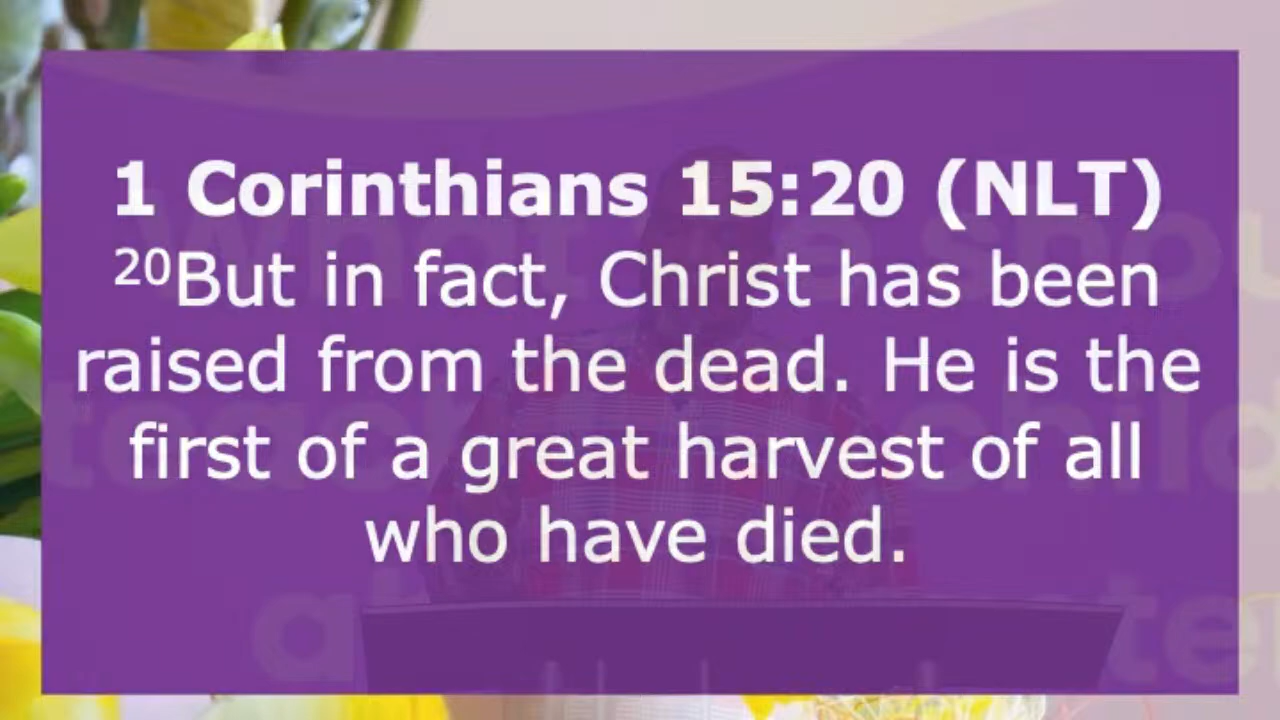 1 Corinthians 15:20 (NLT)
20But in fact, Christ has been
raised from the dead. He is the
first of a great harvest of all
who have died.